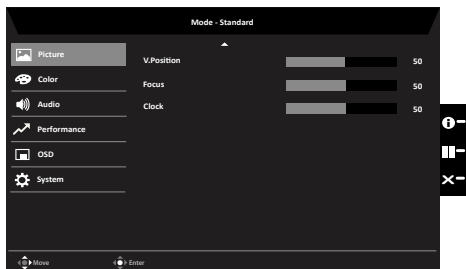 Mode - Standard
Picture
Color
Audio
Performance
OSD
System
V.Position 50
Focus 50
Clock 50
Move
Enter